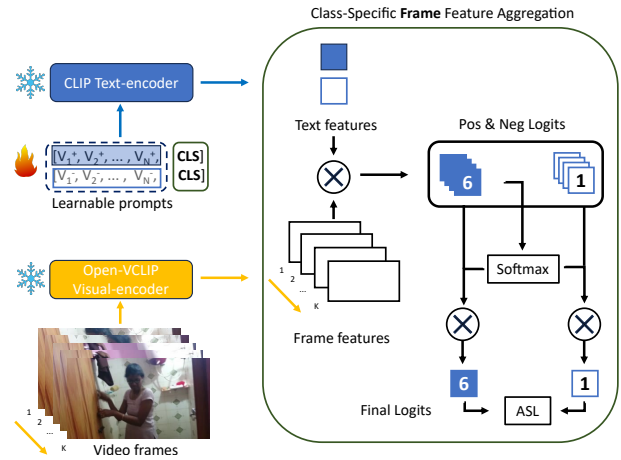 Class-Specific Frame Feature Aggregation
CLIP Text-encoder
[V₁⁺, V₂⁺, ... , V_N⁺, CLS]
[V₁⁻, V₂⁻, ... , V_N⁻, CLS]
Learnable prompts
Text features
Pos & Neg Logits
6
1
Softmax
Open-VCLIP
Visual-encoder
1
2
...
K
Frame features
1
2
...
K
Video frames
6
1
Final Logits
ASL